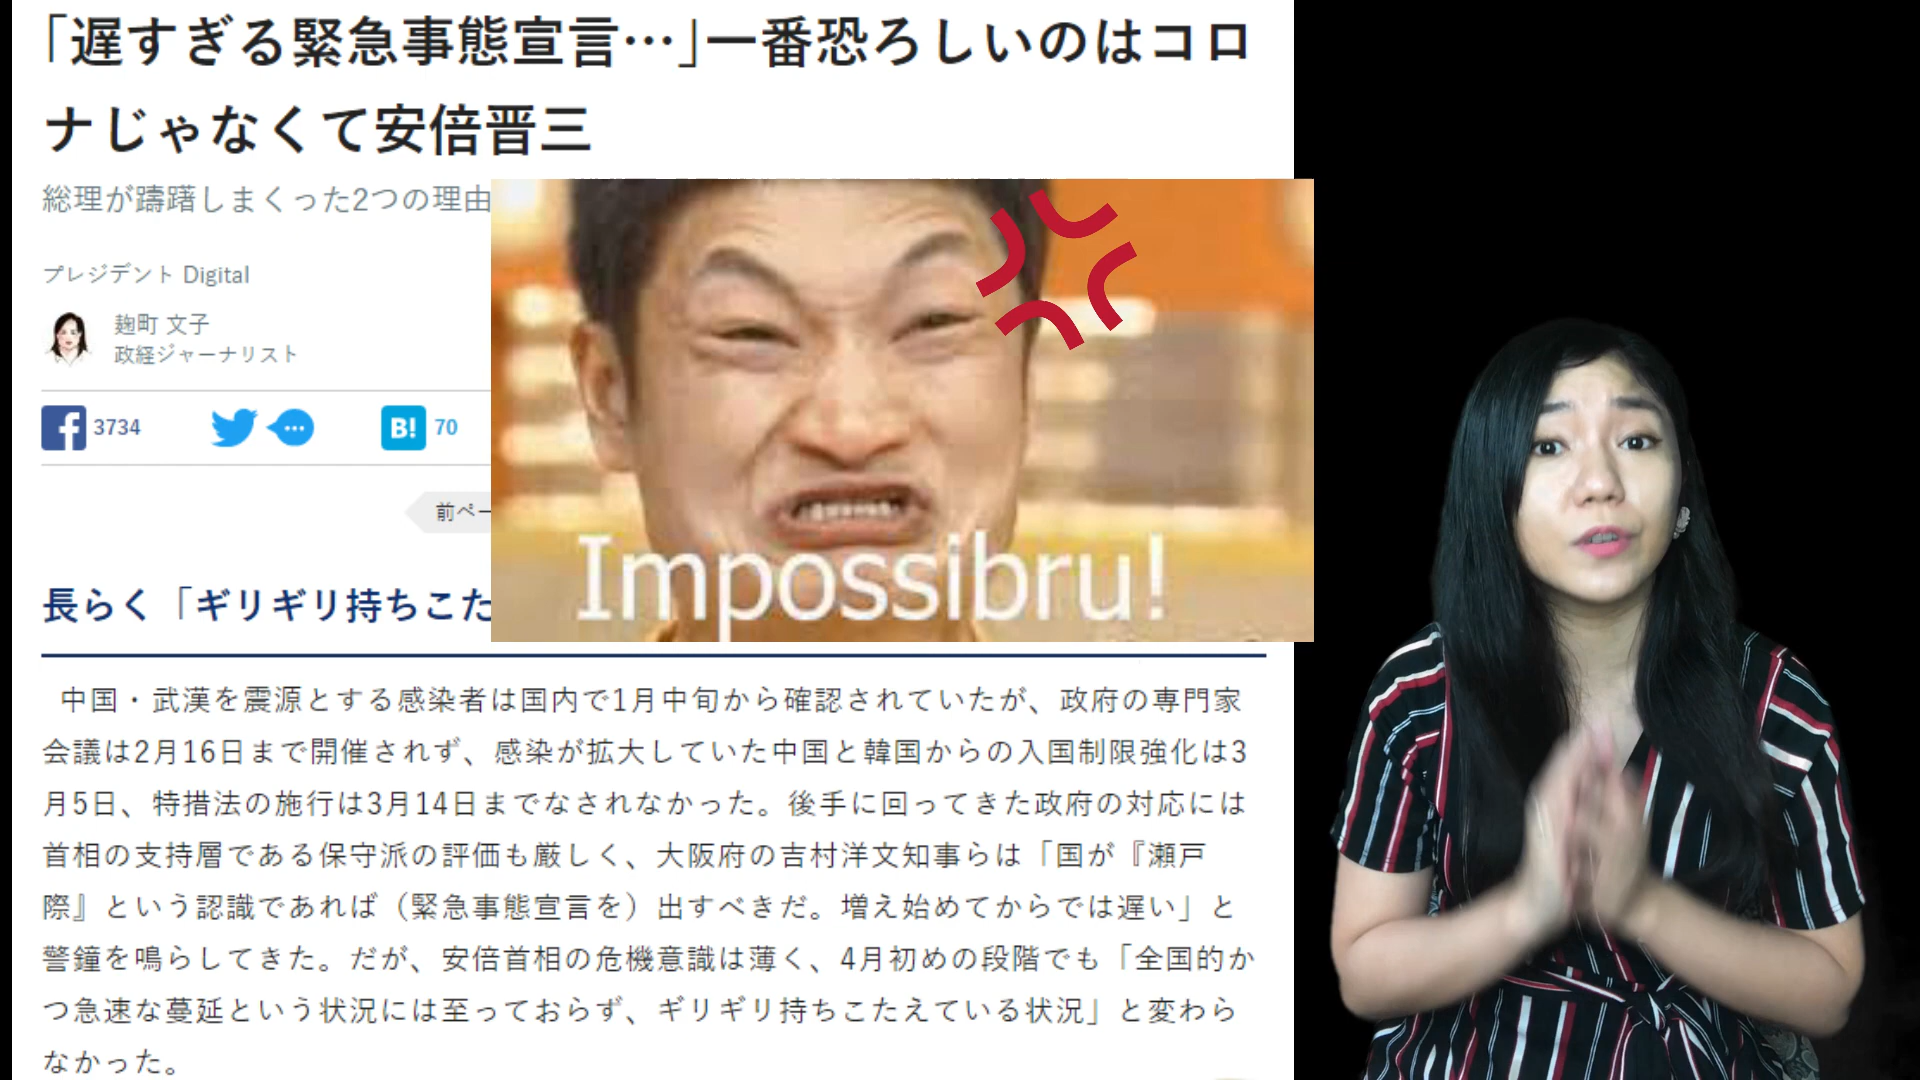 「遅すぎる緊急事態宣言…」一番恐ろしいのはコロ
ナじゃなくて安倍晋三
総理が躊躇しまくった2つの理由
プレジデント Digital
麹町 文子
政経ジャーナリスト
3734
B! 70
前ペー
長らく「ギリギリ持ちこた
Impossibru!
中国・武漢を震源とする感染者は国内で1月中旬から確認されていたが、政府の専門家
会議は2月16日まで開催されず、感染が拡大していた中国と韓国からの入国制限強化は3
月5日、特措法の施行は3月14日までなされなかった。後手に回ってきた政府の対応には
首相の支持層である保守派の評価も厳しく、大阪府の吉村洋文知事らは「国が『瀬戸
際』という認識であれば（緊急事態宣言を）出すべきだ。増え始めてからでは遅い」と
警鐘を鳴らしてきた。だが、安倍首相の危機意識は薄く、4月初めの段階でも「全国的か
つ急速な蔓延という状況には至っておらず、ギリギリ持ちこたえている状況」と変わら
なかった。